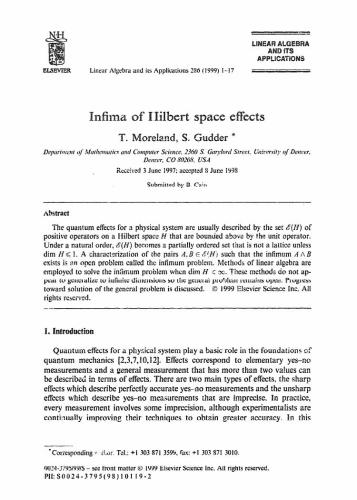 NH
ELSEVIER
Linear Algebra and its Applications 286 (1999) 1-17
LINEAR ALGEBRA
AND ITS
APPLICATIONS
Infima of Hilbert space effects
T. Moreland, S. Gudder *
Department of Mathematics and Computer Science, 2360 S. Gaylord Street, University of Denver,
Denver, CO 80208, USA
Received 3 June 1997; accepted 8 June 1998
Submitted by B. Cain
Abstract
The quantum effects for a physical system are usually described by the set ℰ(H) of
positive operators on a Hilbert space H that are bounded above by the unit operator.
Under a natural order, ℰ(H) becomes a partially ordered set that is not a lattice unless
dim H ⩽ 1. A characterization of the pairs A, B ∈ ℰ(H) such that the infimum A ∧ B
exists is an open problem called the infimum problem. Methods of linear algebra are
employed to solve the infimum problem when dim H < ∞. These methods do not ap-
pear to generalize to infinite dimensions so the general problem remains open. Progress
toward solution of the general problem is discussed. © 1999 Elsevier Science Inc. All
rights reserved.
1. Introduction
Quantum effects for a physical system play a basic role in the foundations of
quantum mechanics [2,3,7,10,12]. Effects correspond to elementary yes–no
measurements and a general measurement that has more than two values can
be described in terms of effects. There are two main types of effects, the sharp
effects which describe perfectly accurate yes–no measurements and the unsharp
effects which describe yes–no measurements that are imprecise. In practice,
every measurement involves some imprecision, although experimentalists are
continually improving their techniques to obtain greater accuracy. In this
* Corresponding Tel.: +1 303 871 3599, fax: +1 303 871 3010.
0024-3795/99/$ – see front matter © 1999 Elsevier Science Inc. All rights reserved.
PII: S0024-3795(98)10119-2